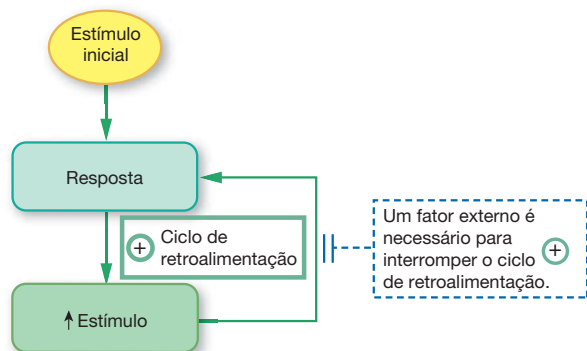 Estímulo
inicial
Resposta
+ Ciclo de
retroalimentação
↑ Estímulo
Um fator externo é
necessário para
interromper o ciclo +
de retroalimentação.